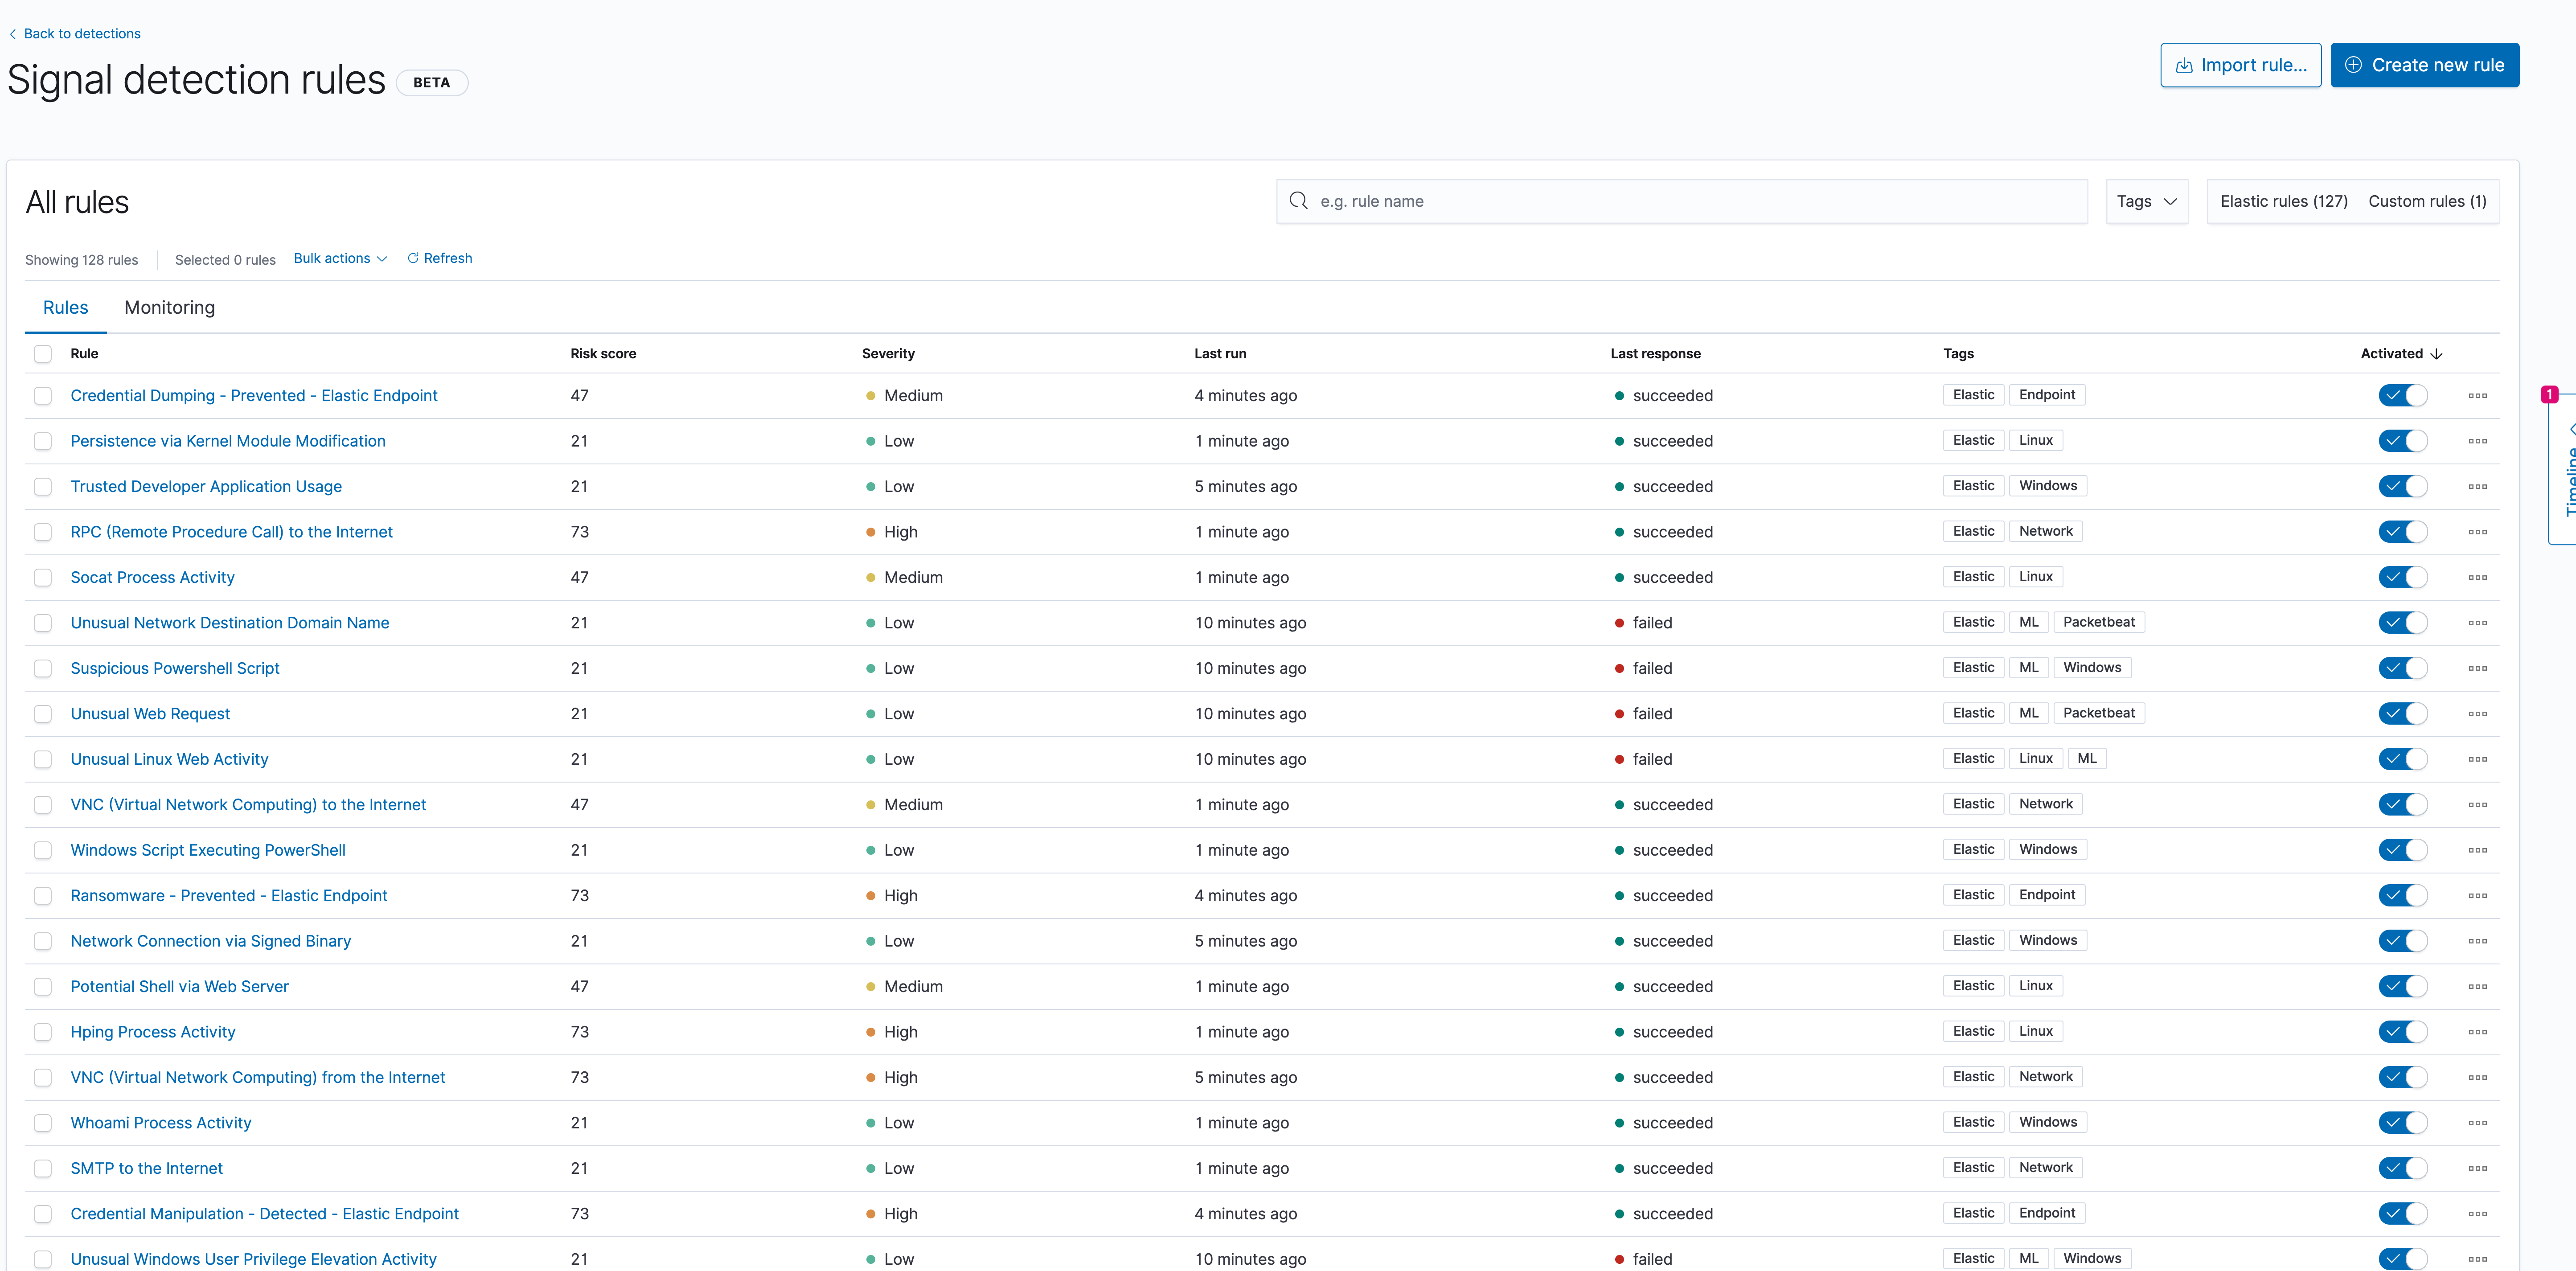 Back to detections
Signal detection rules BETA
Import rule... Create new rule
All rules
e.g. rule name
Tags
Elastic rules (127) Custom rules (1)
Showing 128 rules Selected 0 rules Bulk actions Refresh
Rules Monitoring
Rule Risk score Severity Last run Last response Tags Activated
Credential Dumping - Prevented - Elastic Endpoint 47 Medium 4 minutes ago succeeded Elastic Endpoint
1
Persistence via Kernel Module Modification 21 Low 1 minute ago succeeded Elastic Linux
Timeline
Trusted Developer Application Usage 21 Low 5 minutes ago succeeded Elastic Windows
RPC (Remote Procedure Call) to the Internet 73 High 1 minute ago succeeded Elastic Network
Socat Process Activity 47 Medium 1 minute ago succeeded Elastic Linux
Unusual Network Destination Domain Name 21 Low 10 minutes ago failed Elastic ML Packetbeat
Suspicious Powershell Script 21 Low 10 minutes ago failed Elastic ML Windows
Unusual Web Request 21 Low 10 minutes ago failed Elastic ML Packetbeat
Unusual Linux Web Activity 21 Low 10 minutes ago failed Elastic Linux ML
VNC (Virtual Network Computing) to the Internet 47 Medium 1 minute ago succeeded Elastic Network
Windows Script Executing PowerShell 21 Low 1 minute ago succeeded Elastic Windows
Ransomware - Prevented - Elastic Endpoint 73 High 4 minutes ago succeeded Elastic Endpoint
Network Connection via Signed Binary 21 Low 5 minutes ago succeeded Elastic Windows
Potential Shell via Web Server 47 Medium 1 minute ago succeeded Elastic Linux
Hping Process Activity 73 High 1 minute ago succeeded Elastic Linux
VNC (Virtual Network Computing) from the Internet 73 High 5 minutes ago succeeded Elastic Network
Whoami Process Activity 21 Low 1 minute ago succeeded Elastic Windows
SMTP to the Internet 21 Low 1 minute ago succeeded Elastic Network
Credential Manipulation - Detected - Elastic Endpoint 73 High 4 minutes ago succeeded Elastic Endpoint
Unusual Windows User Privilege Elevation Activity 21 Low 10 minutes ago failed Elastic ML Windows